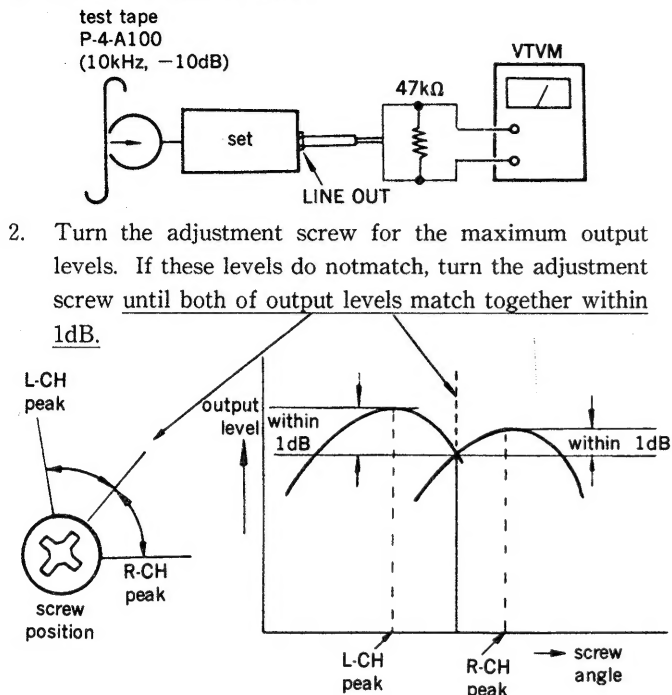 test tape
P-4-A100
(10kHz, −10dB)
set
LINE OUT
47kΩ
VTVM
2. Turn the adjustment screw for the maximum output
levels. If these levels do notmatch, turn the adjustment
screw until both of output levels match together within
1dB.
L-CH
peak
R-CH
peak
screw
position
output
level
within
1dB
within 1dB
L-CH
peak
R-CH
peak
screw
angle